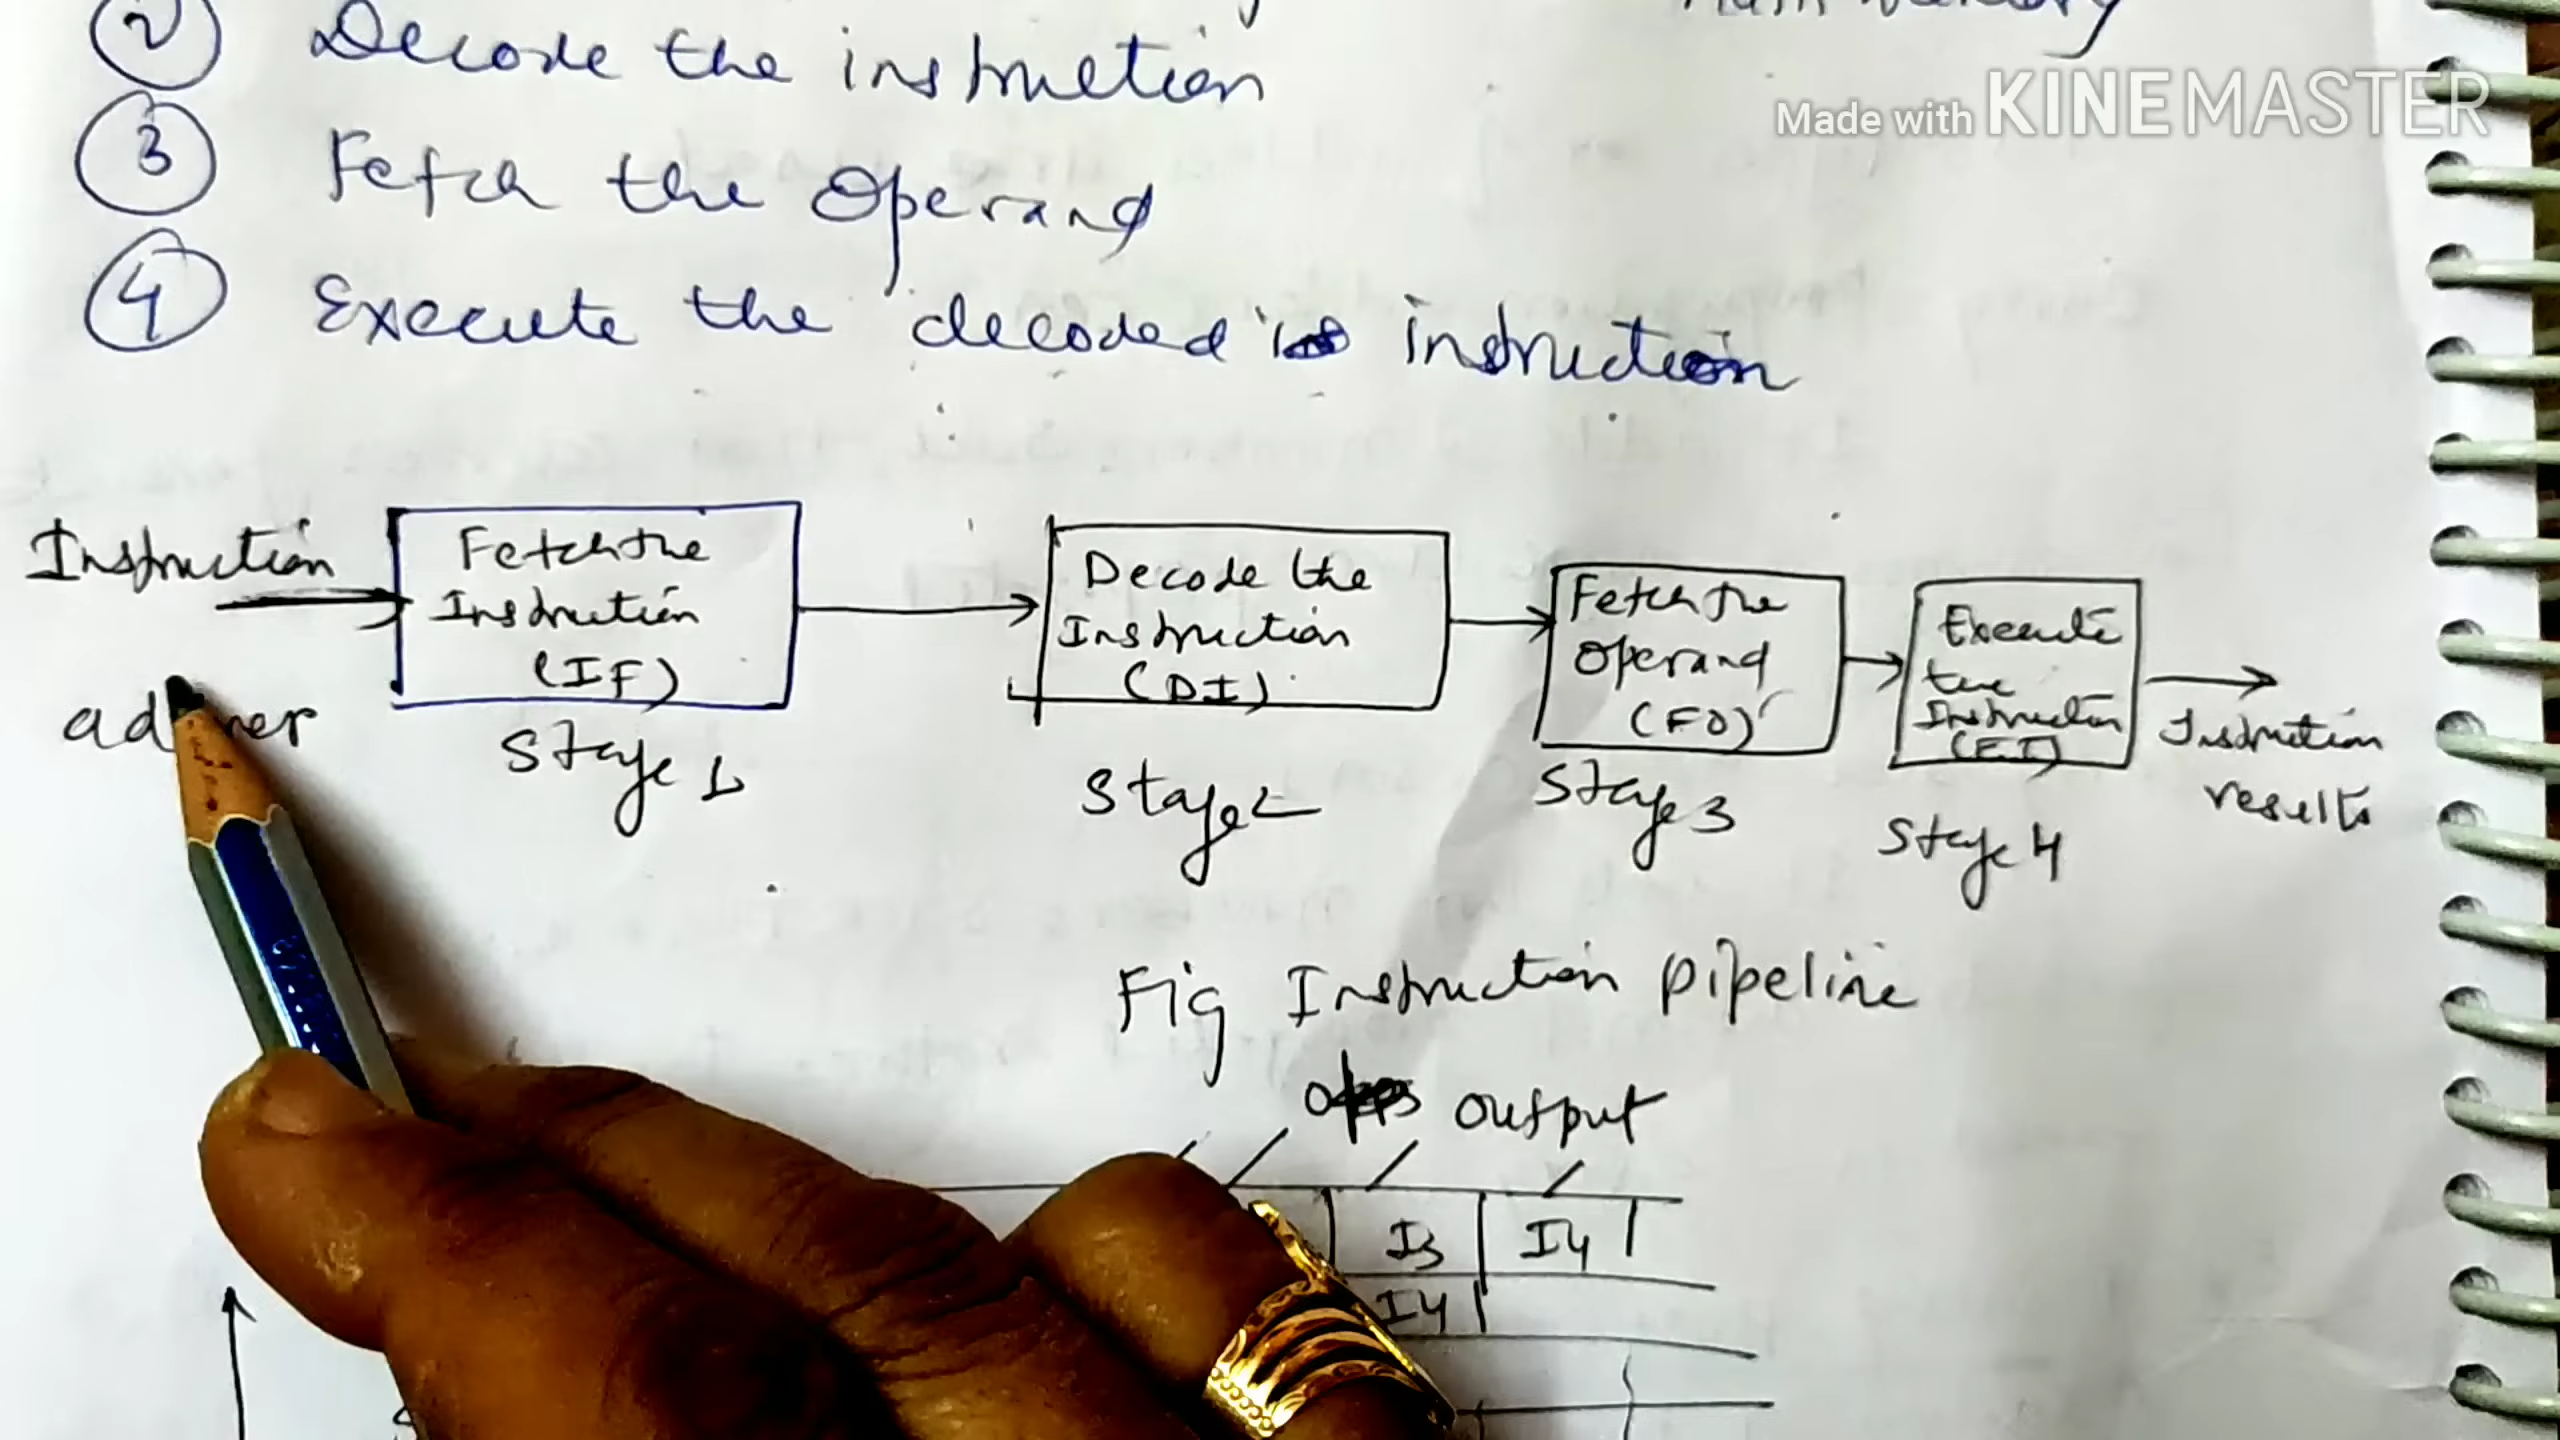 2 Decode the instruction
Made with KINEMASTER
3 Fetch the Operand
4 Execute the decoded instruction
Instruction
Fetch the
Instruction
(IF)
Stage 1
Decode the
Instruction
(DI)
Stage 2
Fetch the
Operand
(FO)
Stage 3
Execute
the
Instruction
(EI)
Stage 4
Instruction
results
Fig Instruction pipeline
output
I3 I4
I4